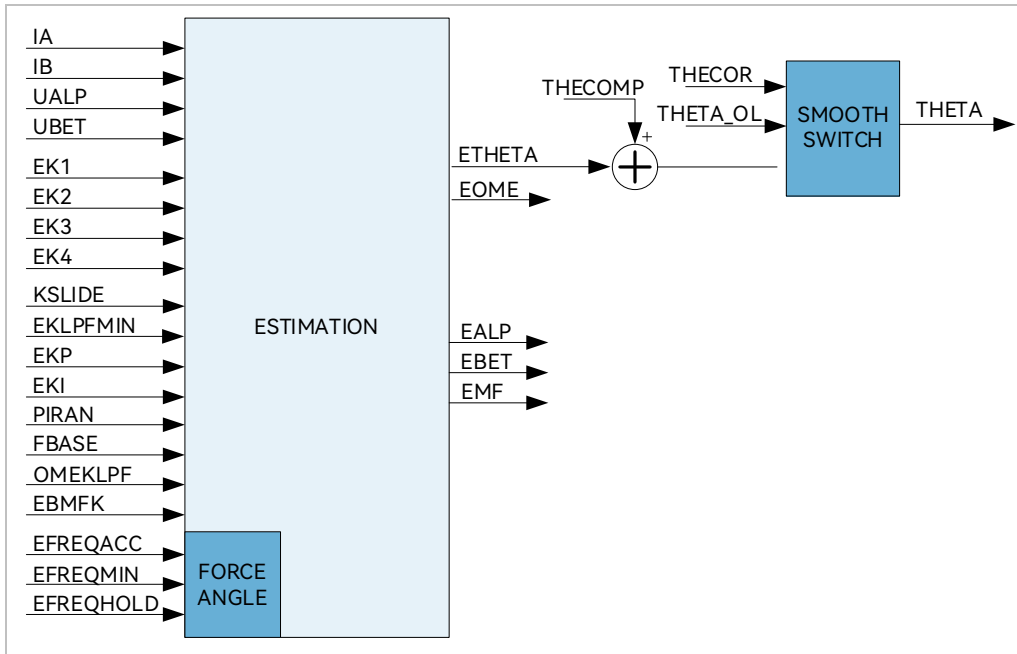 IA
IB
UALP
UBET
EK1
EK2
EK3
EK4
KSLIDE
EKLPFMIN
EKP
EKI
PIRAN
FBASE
OMEKLPF
EBMFK
EFREQACC
EFREQMIN
EFREQHOLD
ESTIMATION
FORCE
ANGLE
ETHETA
EOME
EALP
EBET
EMF
THECOMP
+
THECOR
THETA_OL
SMOOTH
SWITCH
THETA